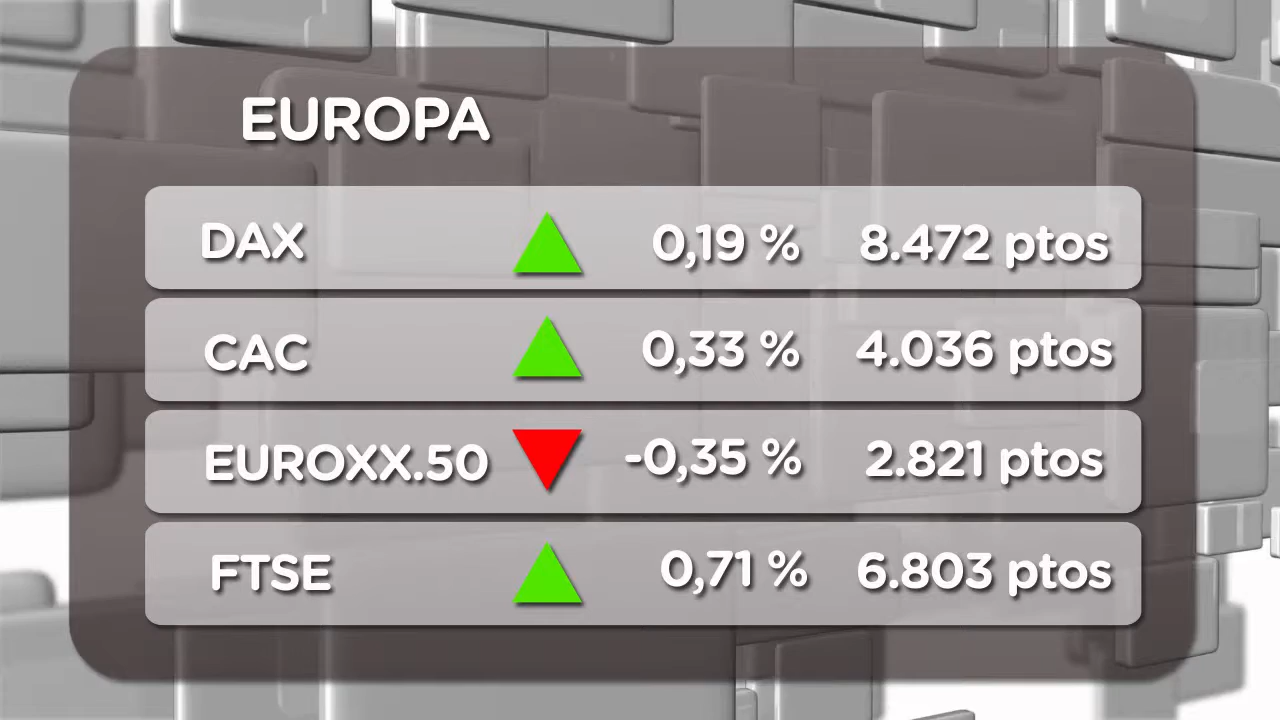 EUROPA
DAX 0,19 % 8.472 ptos
CAC 0,33 % 4.036 ptos
EUROXX.50 -0,35 % 2.821 ptos
FTSE 0,71 % 6.803 ptos